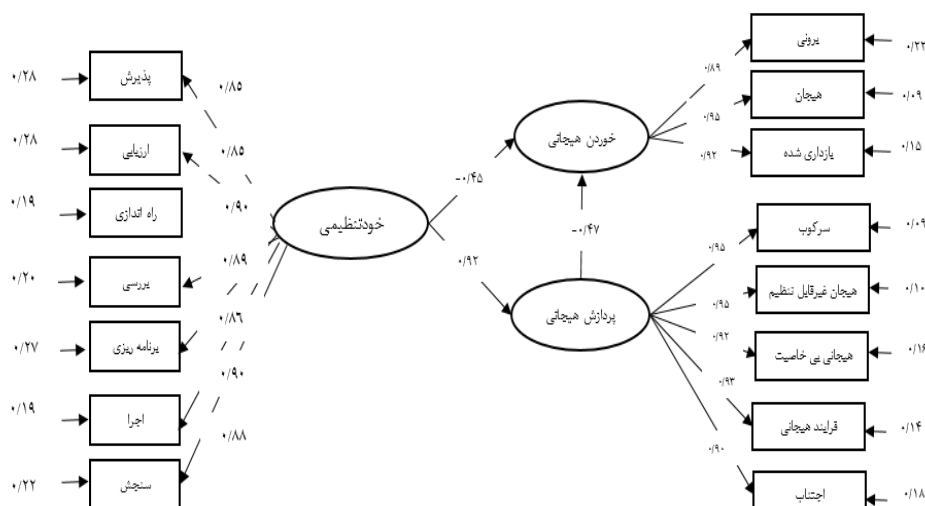 ۰/۲۸
پذیرش
۰/۸۵
۰/۲۸
ارزیابی
۰/۸۵
۰/۱۹
راه اندازی
۰/۹۰
۰/۲۰
بررسی
۰/۸۹
۰/۲۷
برنامه ریزی
۰/۸۶
۰/۱۹
اجرا
۰/۹۰
۰/۲۲
سنجش
۰/۸۸
خودتنظیمی
-۰/۴۵
۰/۹۲
خوردن هیجانی
-۰/۴۷
پردازش هیجانی
۰/۸۹
یرونی
۰/۲۲
۰/۹۵
هیجان
۰/۰۹
۰/۹۲
یازداری شده
۰/۱۵
۰/۹۵
سرکوب
۰/۰۹
۰/۹۵
هیجان غیرقابل تنظیم
۰/۱۰
۰/۹۲
هیجانی بی خاصیت
۰/۱۶
۰/۹۳
فرایند هیجانی
۰/۱۴
۰/۹۰
اجتناب
۰/۱۸